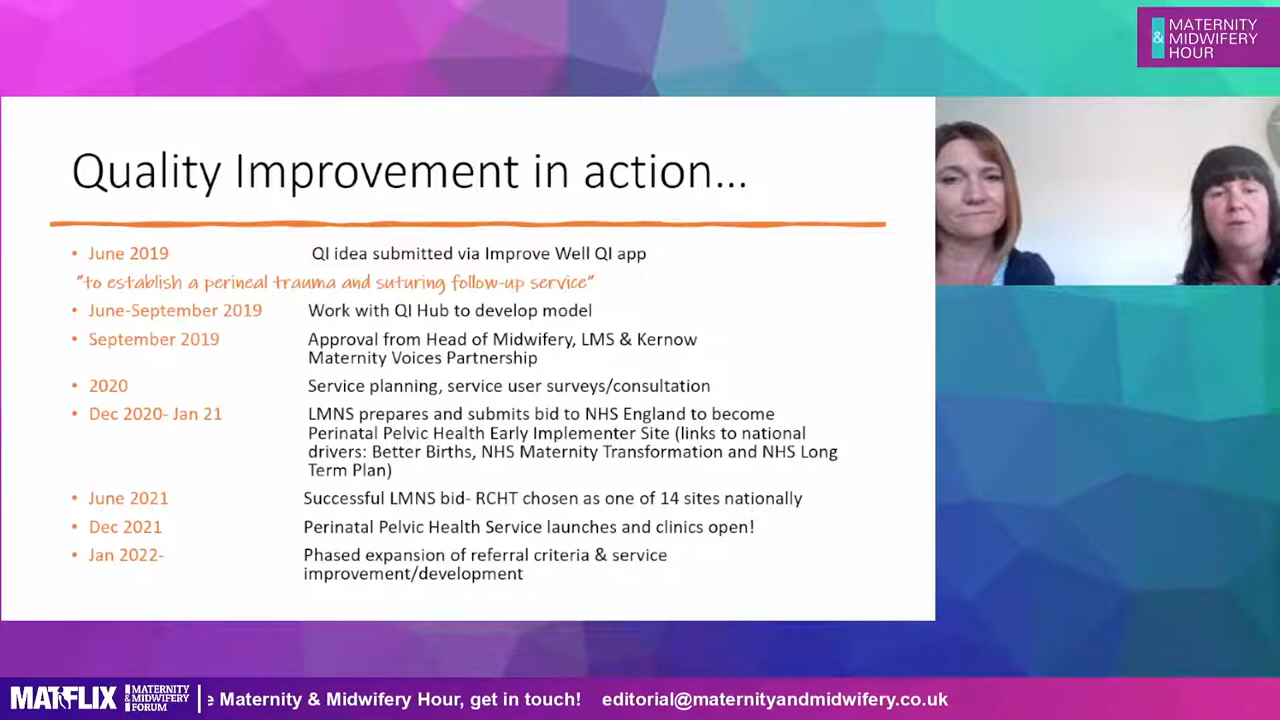 MATERNITY
& MIDWIFERY
HOUR
Quality Improvement in action...
• June 2019 QI idea submitted via Improve Well QI app
"to establish a perineal trauma and suturing follow-up service"
• June-September 2019 Work with QI Hub to develop model
• September 2019 Approval from Head of Midwifery, LMS & Kernow
Maternity Voices Partnership
• 2020 Service planning, service user surveys/consultation
• Dec 2020- Jan 21 LMNS prepares and submits bid to NHS England to become
Perinatal Pelvic Health Early Implementer Site (links to national
drivers: Better Births, NHS Maternity Transformation and NHS Long
Term Plan)
• June 2021 Successful LMNS bid- RCHT chosen as one of 14 sites nationally
• Dec 2021 Perinatal Pelvic Health Service launches and clinics open!
• Jan 2022- Phased expansion of referral criteria & service
improvement/development
MATFLIX
MATERNITY
& MIDWIFERY
FORUM
e Maternity & Midwifery Hour, get in touch! editorial@maternityandmidwifery.co.uk